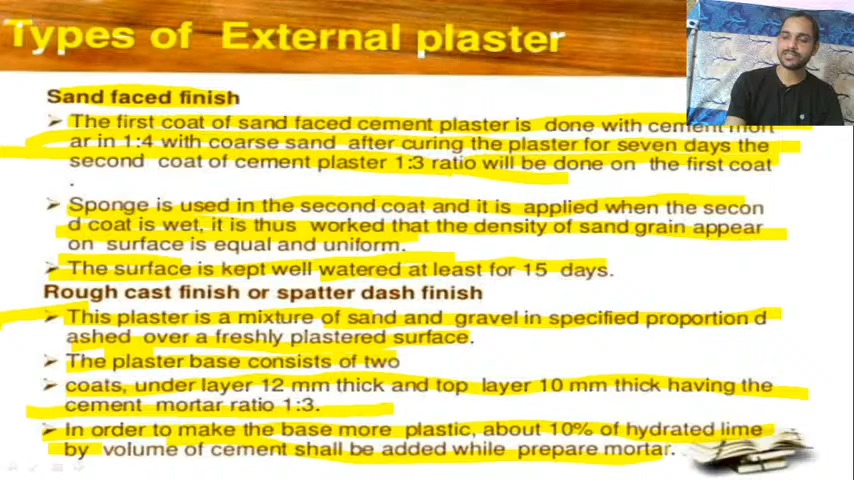 Types of External plaster
Sand faced finish
➢ The first coat of sand faced cement plaster is done with cement mort
ar in 1:4 with coarse sand after curing the plaster for seven days the
second coat of cement plaster 1:3 ratio will be done on the first coat
.
➢ Sponge is used in the second coat and it is applied when the secon
d coat is wet, it is thus worked that the density of sand grain appear
on surface is equal and uniform.
➢ The surface is kept well watered at least for 15 days.
Rough cast finish or spatter dash finish
➢ This plaster is a mixture of sand and gravel in specified proportion d
ashed over a freshly plastered surface.
➢ The plaster base consists of two
➢ coats, under layer 12 mm thick and top layer 10 mm thick having the
cement mortar ratio 1:3.
➢ In order to make the base more plastic, about 10% of hydrated lime
by volume of cement shall be added while prepare mortar.